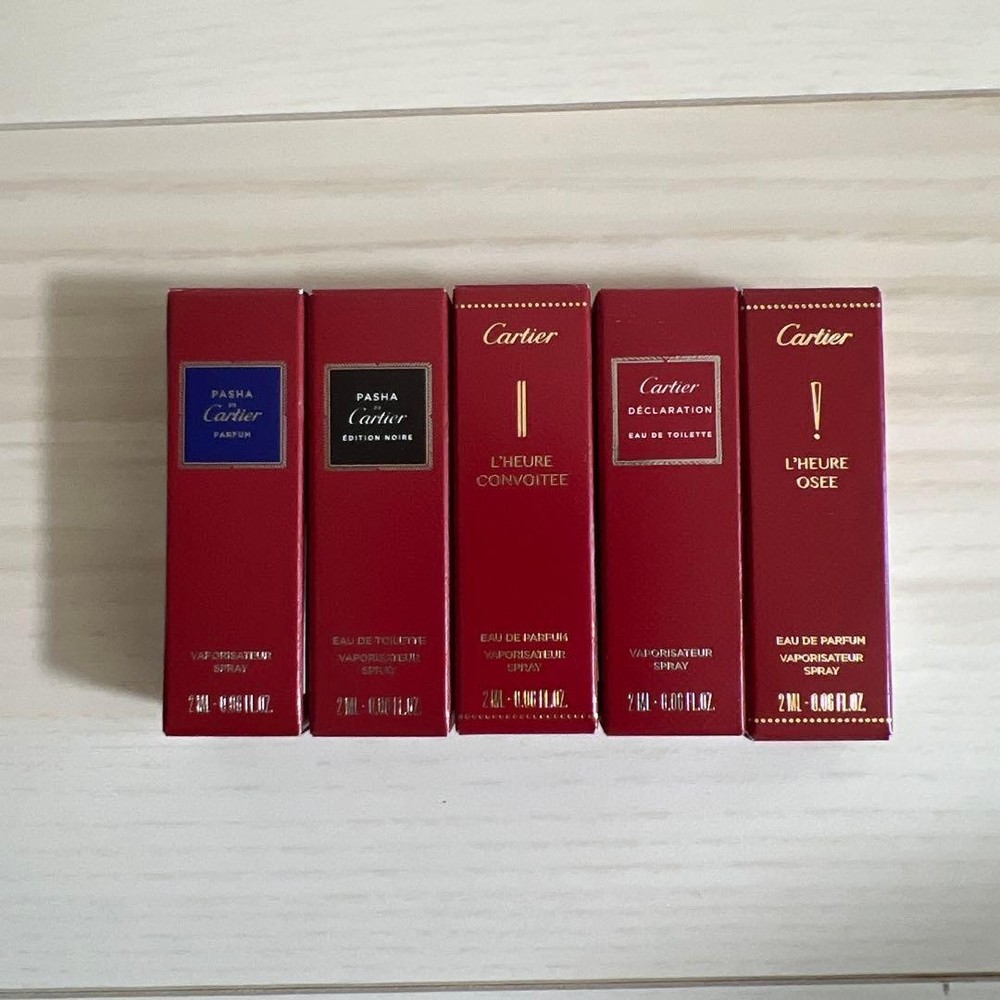 PASHA
DE
Cartier
PARFUM
VAPORISATEUR
SPRAY
2 ML - 0.06 FL.OZ.
PASHA
DE
Cartier
ÉDITION NOIRE
EAU DE TOILETTE
VAPORISATEUR
SPRAY
2 ML - 0.06 FL.OZ.
Cartier
II
L'HEURE
CONVOITEE
EAU DE PARFUM
VAPORISATEUR
SPRAY
2 ML - 0.06 FL.OZ.
Cartier
DÉCLARATION
EAU DE TOILETTE
VAPORISATEUR
SPRAY
2 ML - 0.06 FL.OZ.
Cartier
!
L'HEURE
OSEE
EAU DE PARFUM
VAPORISATEUR
SPRAY
2 ML - 0.06 FL.OZ.